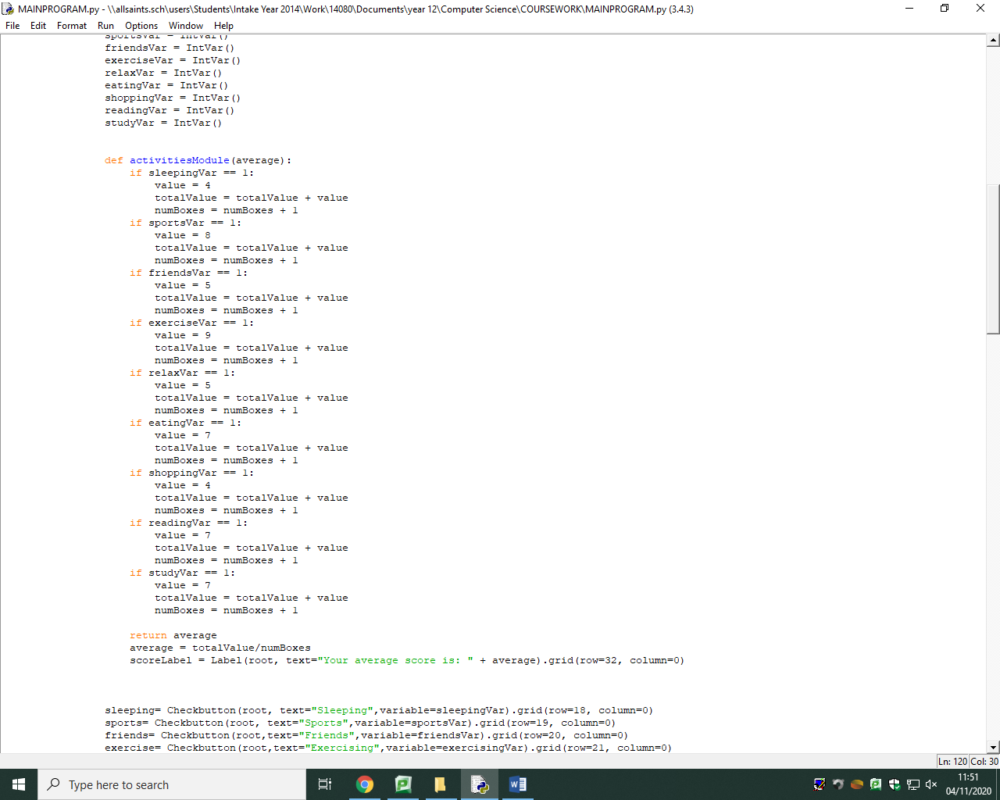 MAINPROGRAM.py - \\allsaints.sch\users\Students\Intake Year 2014\Work\14080\Documents\year 12\Computer Science\COURSEWORK\MAINPROGRAM.py (3.4.3)
File Edit Format Run Options Window Help
sportsVar = IntVar()
friendsVar = IntVar()
exerciseVar = IntVar()
relaxVar = IntVar()
eatingVar = IntVar()
shoppingVar = IntVar()
readingVar = IntVar()
studyVar = IntVar()
def activitiesModule(average):
if sleepingVar == 1:
value = 4
totalValue = totalValue + value
numBoxes = numBoxes + 1
if sportsVar == 1:
value = 8
totalValue = totalValue + value
numBoxes = numBoxes + 1
if friendsVar == 1:
value = 5
totalValue = totalValue + value
numBoxes = numBoxes + 1
if exerciseVar == 1:
value = 9
totalValue = totalValue + value
numBoxes = numBoxes + 1
if relaxVar == 1:
value = 5
totalValue = totalValue + value
numBoxes = numBoxes + 1
if eatingVar == 1:
value = 7
totalValue = totalValue + value
numBoxes = numBoxes + 1
if shoppingVar == 1:
value = 4
totalValue = totalValue + value
numBoxes = numBoxes + 1
if readingVar == 1:
value = 7
totalValue = totalValue + value
numBoxes = numBoxes + 1
if studyVar == 1:
value = 7
totalValue = totalValue + value
numBoxes = numBoxes + 1
return average
average = totalValue/numBoxes
scoreLabel = Label(root, text="Your average score is: " + average).grid(row=32, column=0)
sleeping= Checkbutton(root, text="Sleeping",variable=sleepingVar).grid(row=18, column=0)
sports= Checkbutton(root, text="Sports",variable=sportsVar).grid(row=19, column=0)
friends= Checkbutton(root,text="Friends",variable=friendsVar).grid(row=20, column=0)
exercise= Checkbutton(root,text="Exercising",variable=exercisingVar).grid(row=21, column=0)
Ln: 120 Col: 30
Type here to search
11:51
04/11/2020